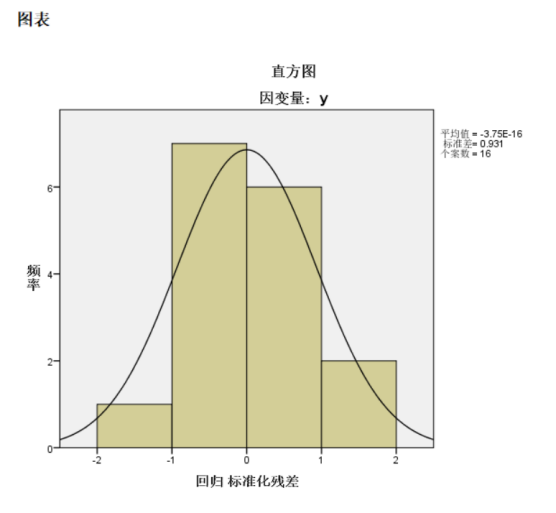 图表
直方图
因变量：y
平均值 = -3.75E-16
标准差= 0.931
个案数 = 16
频率
6
4
2
0
-2 -1 0 1 2
回归 标准化残差